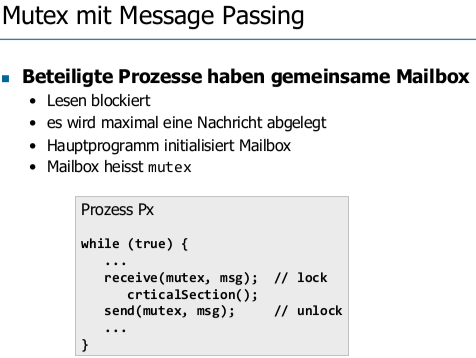 Mutex mit Message Passing
Beteiligte Prozesse haben gemeinsame Mailbox
• Lesen blockiert
• es wird maximal eine Nachricht abgelegt
• Hauptprogramm initialisiert Mailbox
• Mailbox heisst mutex
Prozess Px
while (true) {
...
receive(mutex, msg); // lock
crticalSection();
send(mutex, msg); // unlock
...
}